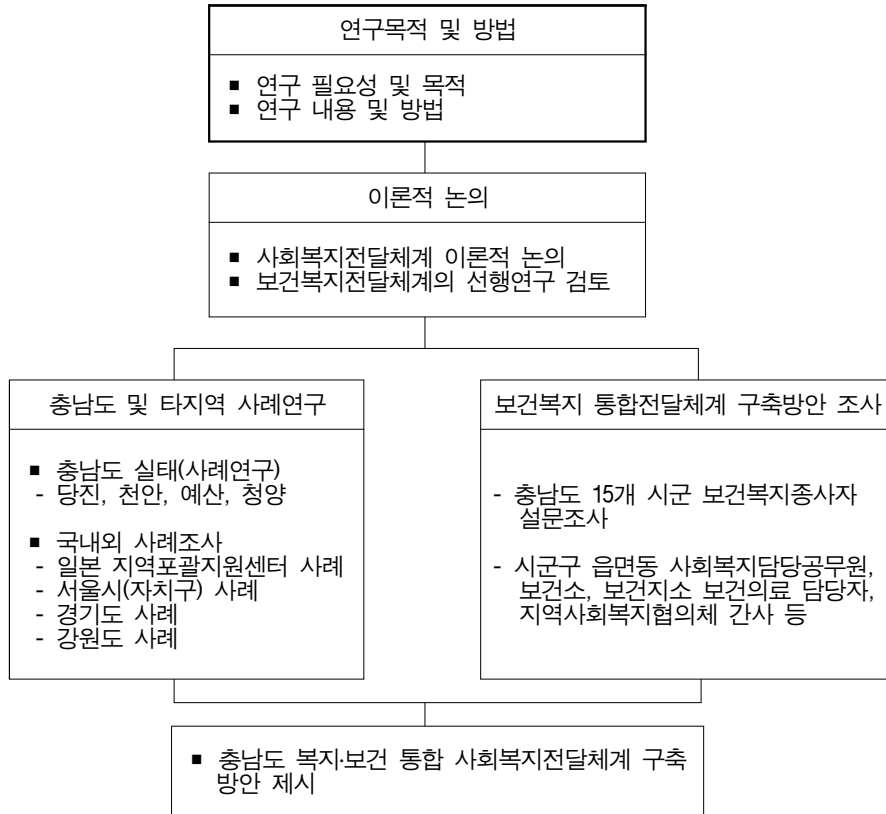 연구목적 및 방법
■ 연구 필요성 및 목적
■ 연구 내용 및 방법
이론적 논의
■ 사회복지전달체계 이론적 논의
■ 보건복지전달체계의 선행연구 검토
충남도 및 타지역 사례연구
■ 충남도 실태(사례연구)
- 당진, 천안, 예산, 청양
■ 국내외 사례조사
- 일본 지역포괄지원센터 사례
- 서울시(자치구) 사례
- 경기도 사례
- 강원도 사례
보건복지 통합전달체계 구축방안 조사
- 충남도 15개 시군 보건복지종사자
설문조사
- 시군구 읍면동 사회복지담당공무원,
보건소, 보건지소 보건의료 담당자,
지역사회복지협의체 간사 등
■ 충남도 복지·보건 통합 사회복지전달체계 구축
방안 제시